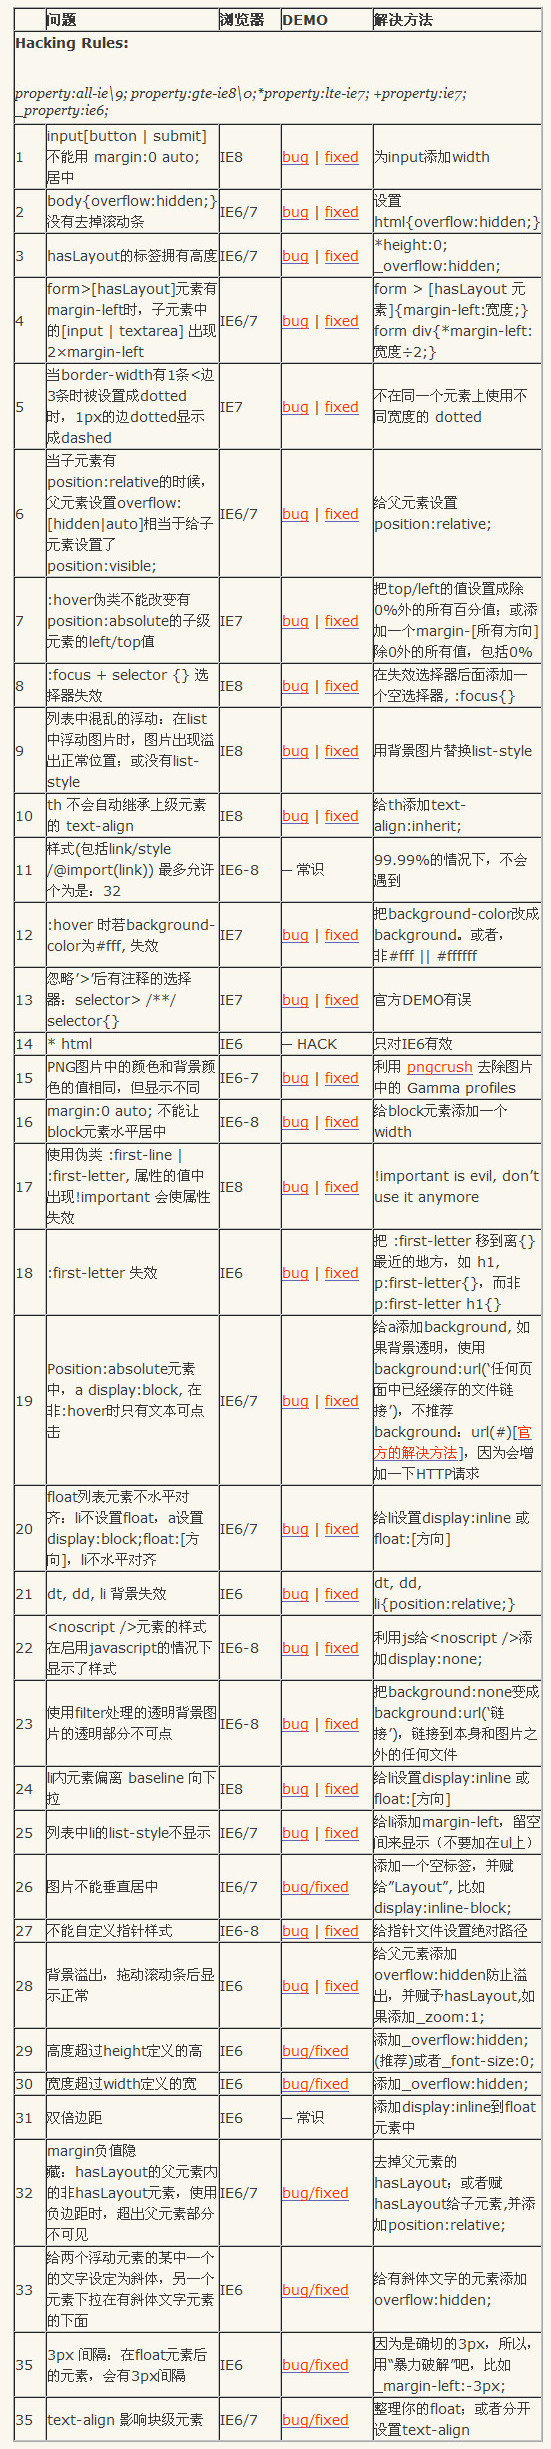 问题 浏览器 DEMO 解决方法
Hacking Rules:
property:all-ie\9; property:gte-ie8\0;*property:lte-ie7; +property:ie7;
_property:ie6;
1 input[button | submit] 不能用 margin:0 auto; 居中 IE8 bug | fixed 为input添加width
2 body{overflow:hidden;}没有去掉滚动条 IE6/7 bug | fixed 设置html{overflow:hidden;}
3 hasLayout的标签拥有高度 IE6/7 bug | fixed *height:0; _overflow:hidden;
4 form>[hasLayout]元素有margin-left时，子元素中的[input | textarea] 出现2×margin-left IE6/7 bug | fixed form > [hasLayout 元素]{margin-left:宽度;} form div{*margin-left:宽度÷2;}
5 当border-width有1条<边3条时被设置成dotted时，1px的边dotted显示成dashed IE7 bug | fixed 不在同一个元素上使用不同宽度的 dotted
6 当子元素有position:relative的时候，父元素设置overflow:[hidden|auto]相当于给子元素设置了position:visible; IE6/7 bug | fixed 给父元素设置position:relative;
7 :hover伪类不能改变有position:absolute的子级元素的left/top值 IE7 bug | fixed 把top/left的值设置成除0%外的所有百分值；或添加一个margin-[所有方向]除0外的所有值，包括0%
8 :focus + selector {} 选择器失效 IE8 bug | fixed 在失效选择器后面添加一个空选择器, :focus{}
9 列表中混乱的浮动：在list中浮动图片时，图片出现溢出正常位置；或没有list-style IE8 bug | fixed 用背景图片替换list-style
10 th 不会自动继承上级元素的 text-align IE8 bug | fixed 给th添加text-align:inherit;
11 样式(包括link/style/@import(link)) 最多允许个为是：32 IE6-8 ─ 常识 99.99%的情况下，不会遇到
12 :hover 时若background-color为#fff, 失效 IE7 bug | fixed 把background-color改成background。或者，非#fff || #ffffff
13 忽略‘>’后有注释的选择器：selector> /**/ selector{} IE7 bug | fixed 官方DEMO有误
14 * html IE6 ─ HACK 只对IE6有效
15 PNG图片中的颜色和背景颜色的值相同，但显示不同 IE6-7 bug | fixed 利用 pngcrush 去除图片中的 Gamma profiles
16 margin:0 auto; 不能让block元素水平居中 IE6-8 bug | fixed 给block元素添加一个width
17 使用伪类 :first-line | :first-letter, 属性的值中出现!important 会使属性失效 IE8 bug | fixed !important is evil, don’t use it anymore
18 :first-letter 失效 IE6 bug | fixed 把 :first-letter 移到离{}最近的地方，如 h1, p:first-letter{}，而非 p:first-letter h1{}
19 Position:absolute元素中，a display:block, 在非:hover时只有文本可点击 IE6/7 bug | fixed 给a添加background, 如果背景透明，使用background:url(‘任何页面中已经缓存的文件链接’)，不推荐background：url(#)[官方的解决方法]，因为会增加一下HTTP请求
20 float列表元素不水平对齐：li不设置float，a设置display:block;float:[方向]，li不水平对齐 IE6/7 bug | fixed 给li设置display:inline 或float:[方向]
21 dt, dd, li 背景失效 IE6 bug | fixed dt, dd, li{position:relative;}
22 <noscript />元素的样式在启用javascript的情况下显示了样式 IE6-8 bug | fixed 利用js给<noscript />添加display:none;
23 使用filter处理的透明背景图片的透明部分不可点 IE6-8 bug | fixed 把background:none变成background:url(‘链接’)，链接到本身和图片之外的任何文件
24 li内元素偏离 baseline 向下拉 IE8 bug | fixed 给li设置display:inline 或float:[方向]
25 列表中li的list-style不显示 IE6/7 bug | fixed 给li添加margin-left，留空间来显示（不要加在ul上）
26 图片不能垂直居中 IE6/7 bug/fixed 添加一个空标签，并赋给”Layout”, 比如display:inline-block;
27 不能自定义指针样式 IE6-8 bug | fixed 给指针文件设置绝对路径
28 背景溢出，拖动滚动条后显示正常 IE6 bug | fixed 给父元素添加overflow:hidden防止溢出，并赋予hasLayout,如果添加_zoom:1;
29 高度超过height定义的高 IE6 bug/fixed 添加_overflow:hidden;(推荐)或者_font-size:0;
30 宽度超过width定义的宽 IE6 bug/fixed 添加_overflow:hidden;
31 双倍边距 IE6 ─ 常识 添加display:inline到float元素中
32 margin负值隐藏：hasLayout的父元素内的非hasLayout元素，使用负边距时，超出父元素部分不可见 IE6/7 bug/fixed 去掉父元素的hasLayout；或者赋hasLayout给子元素,并添加position:relative;
33 给两个浮动元素的某中一个的文字设定为斜体，另一个元素下拉在有斜体文字元素的下面 IE6 bug/fixed 给有斜体文字的元素添加overflow:hidden;
35 3px 间隔：在float元素后的元素，会有3px间隔 IE6 bug/fixed 因为是确切的3px，所以，用“暴力破解”吧，比如_margin-left:-3px;
35 text-align 影响块级元素 IE6/7 bug/fixed 整理你的float；或者分开设置text-align